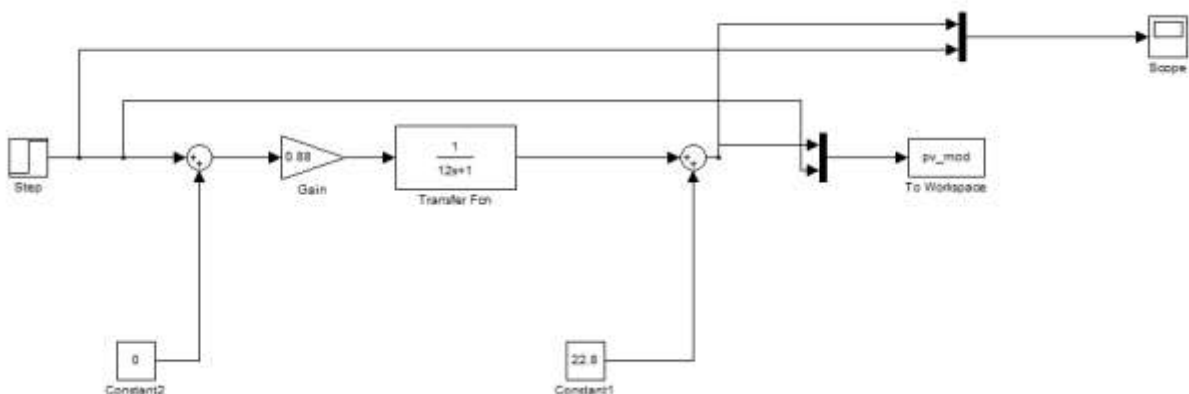 Scope
Step
+
+
0.88
Gain
1
12s+1
Transfer Fcn
+
+
pv_mod
To Workspace
0
Constant2
22.8
Constant1